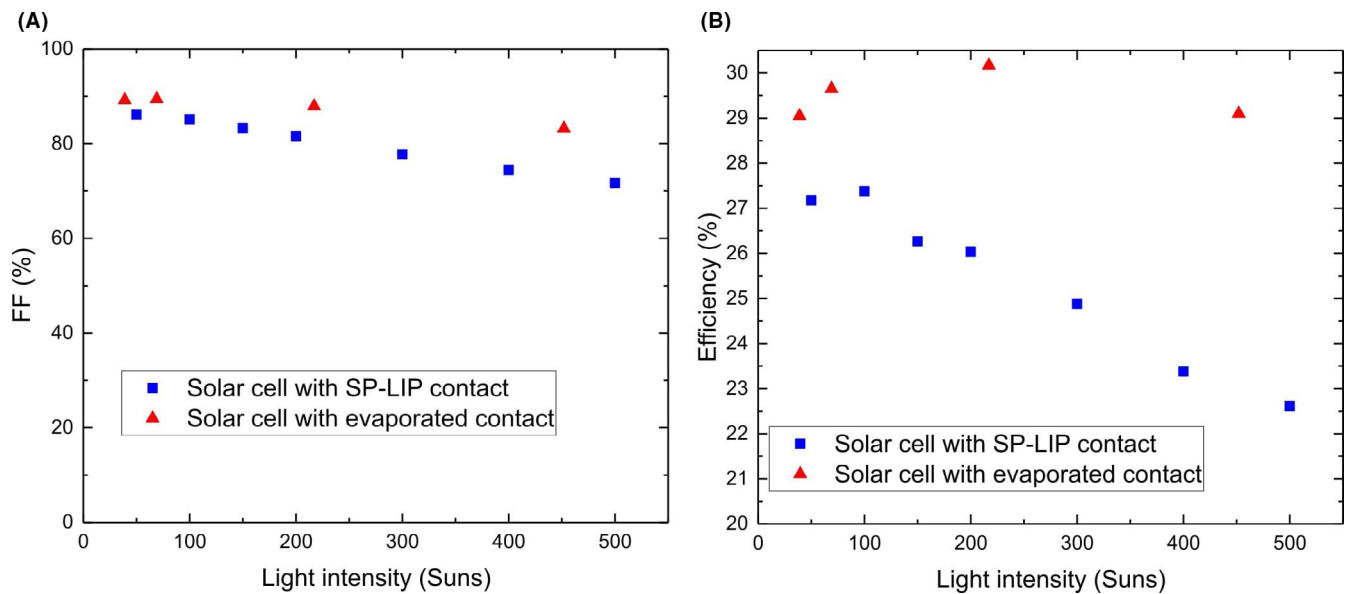 (A)
100
80
60
40
20
0
FF (%)
Solar cell with SP-LIP contact
Solar cell with evaporated contact
0 100 200 300 400 500
Light intensity (Suns)
(B)
30
29
28
27
26
25
24
23
22
21
20
Efficiency (%)
Solar cell with SP-LIP contact
Solar cell with evaporated contact
0 100 200 300 400 500
Light intensity (Suns)